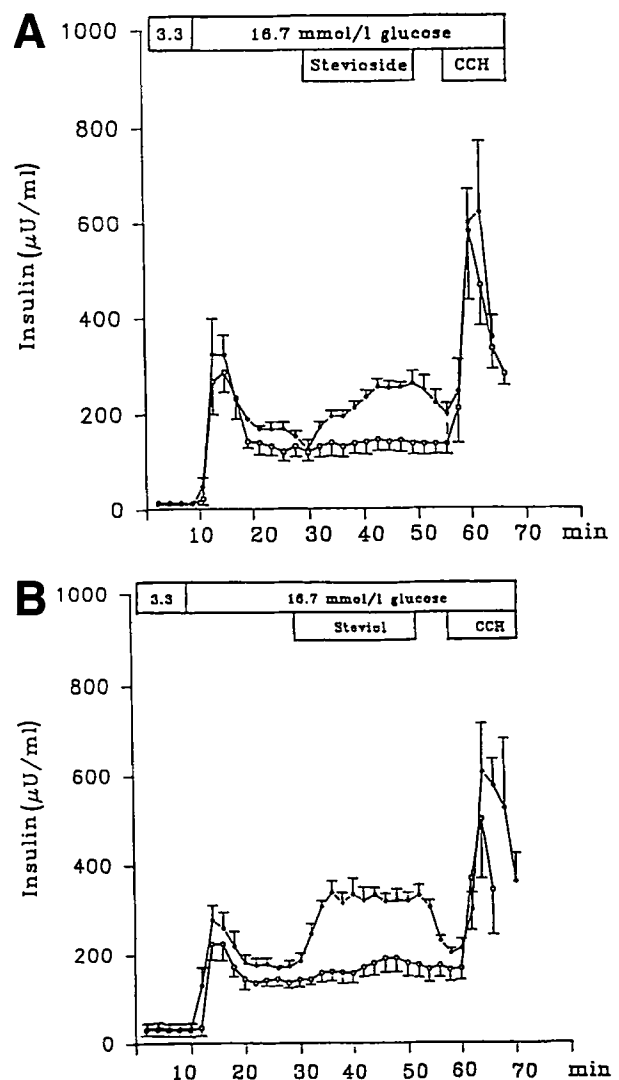 A
1000
3.3
16.7 mmol/l glucose
Stevioside
CCH
800
600
400
200
0
Insulin (μU/ml)
10 20 30 40 50 60 70 min
B
1000
3.3
16.7 mmol/l glucose
Steviol
CCH
800
600
400
200
0
Insulin (μU/ml)
10 20 30 40 50 60 70 min